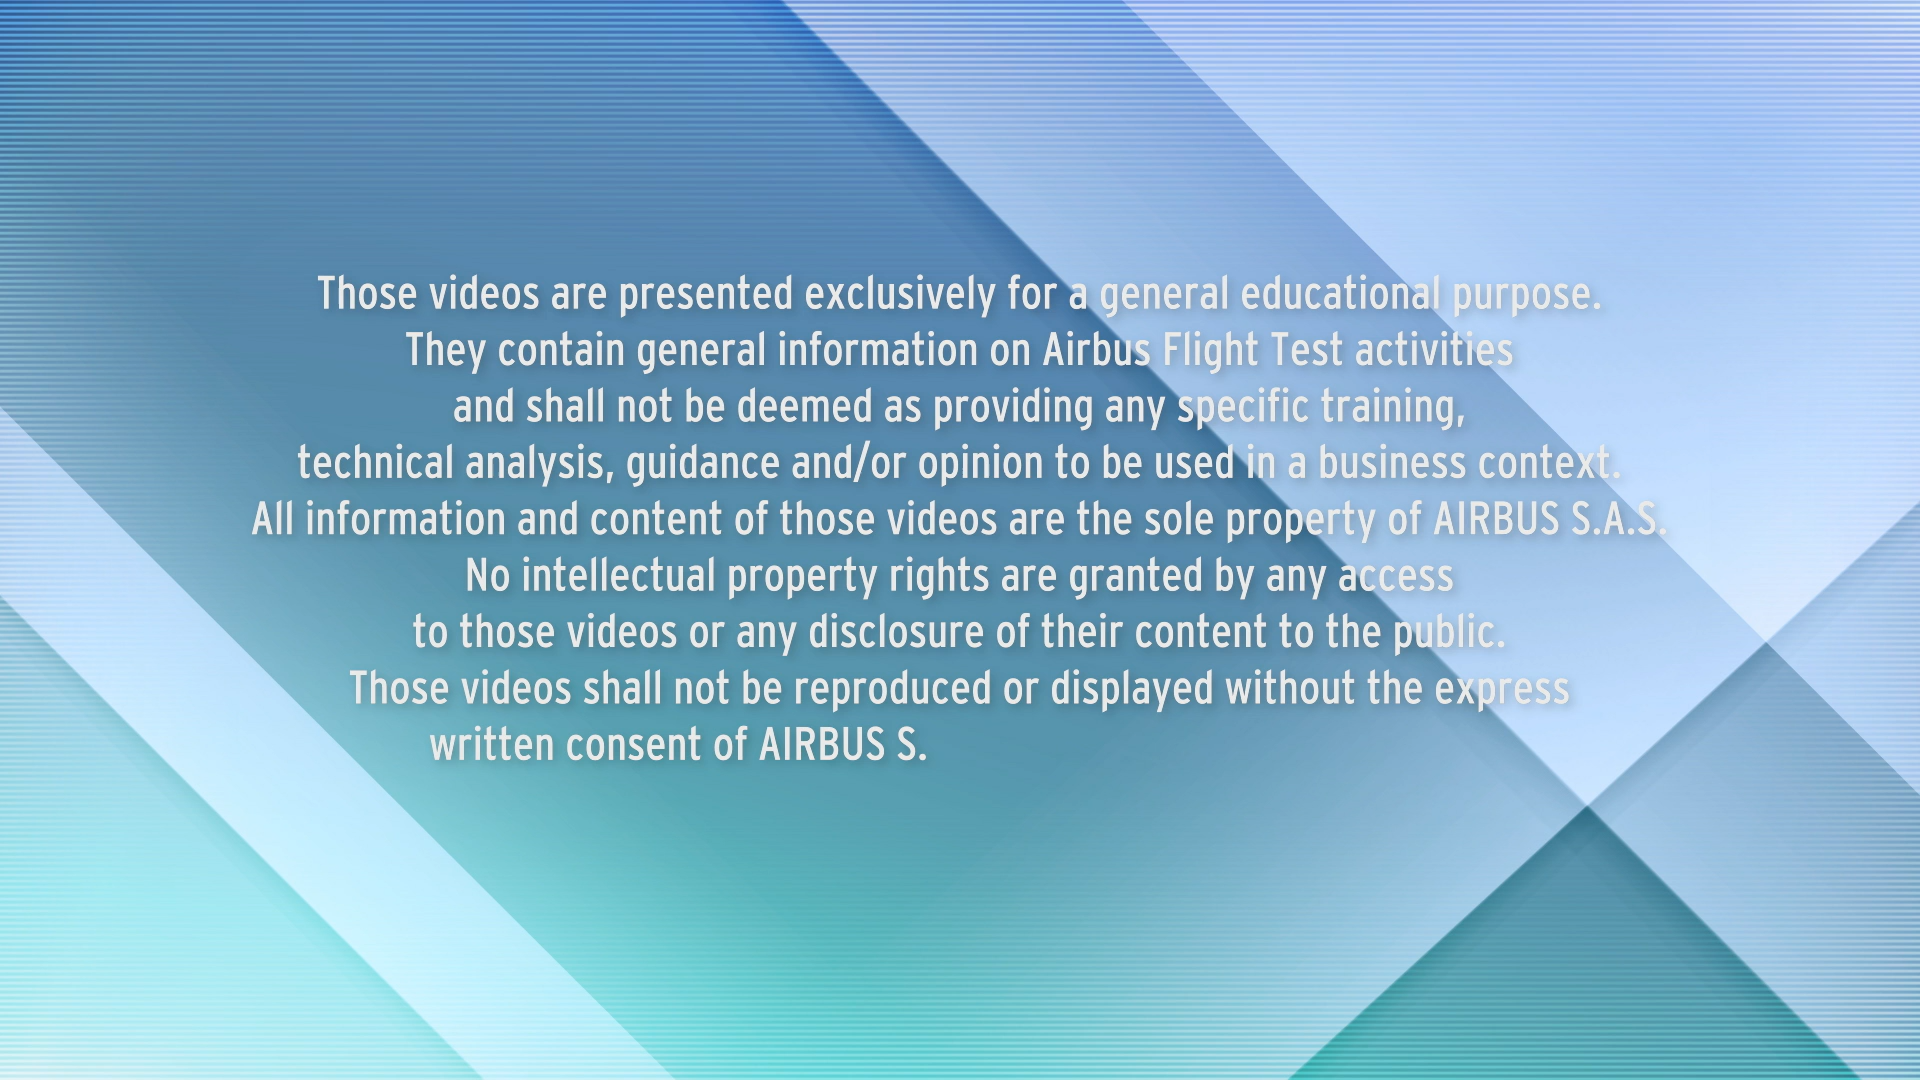 Those videos are presented exclusively for a general educational purpose.
They contain general information on Airbus Flight Test activities
and shall not be deemed as providing any specific training,
technical analysis, guidance and/or opinion to be used in a business context.
All information and content of those videos are the sole property of AIRBUS S.A.S.
No intellectual property rights are granted by any access
to those videos or any disclosure of their content to the public.
Those videos shall not be reproduced or displayed without the express
written consent of AIRBUS S.